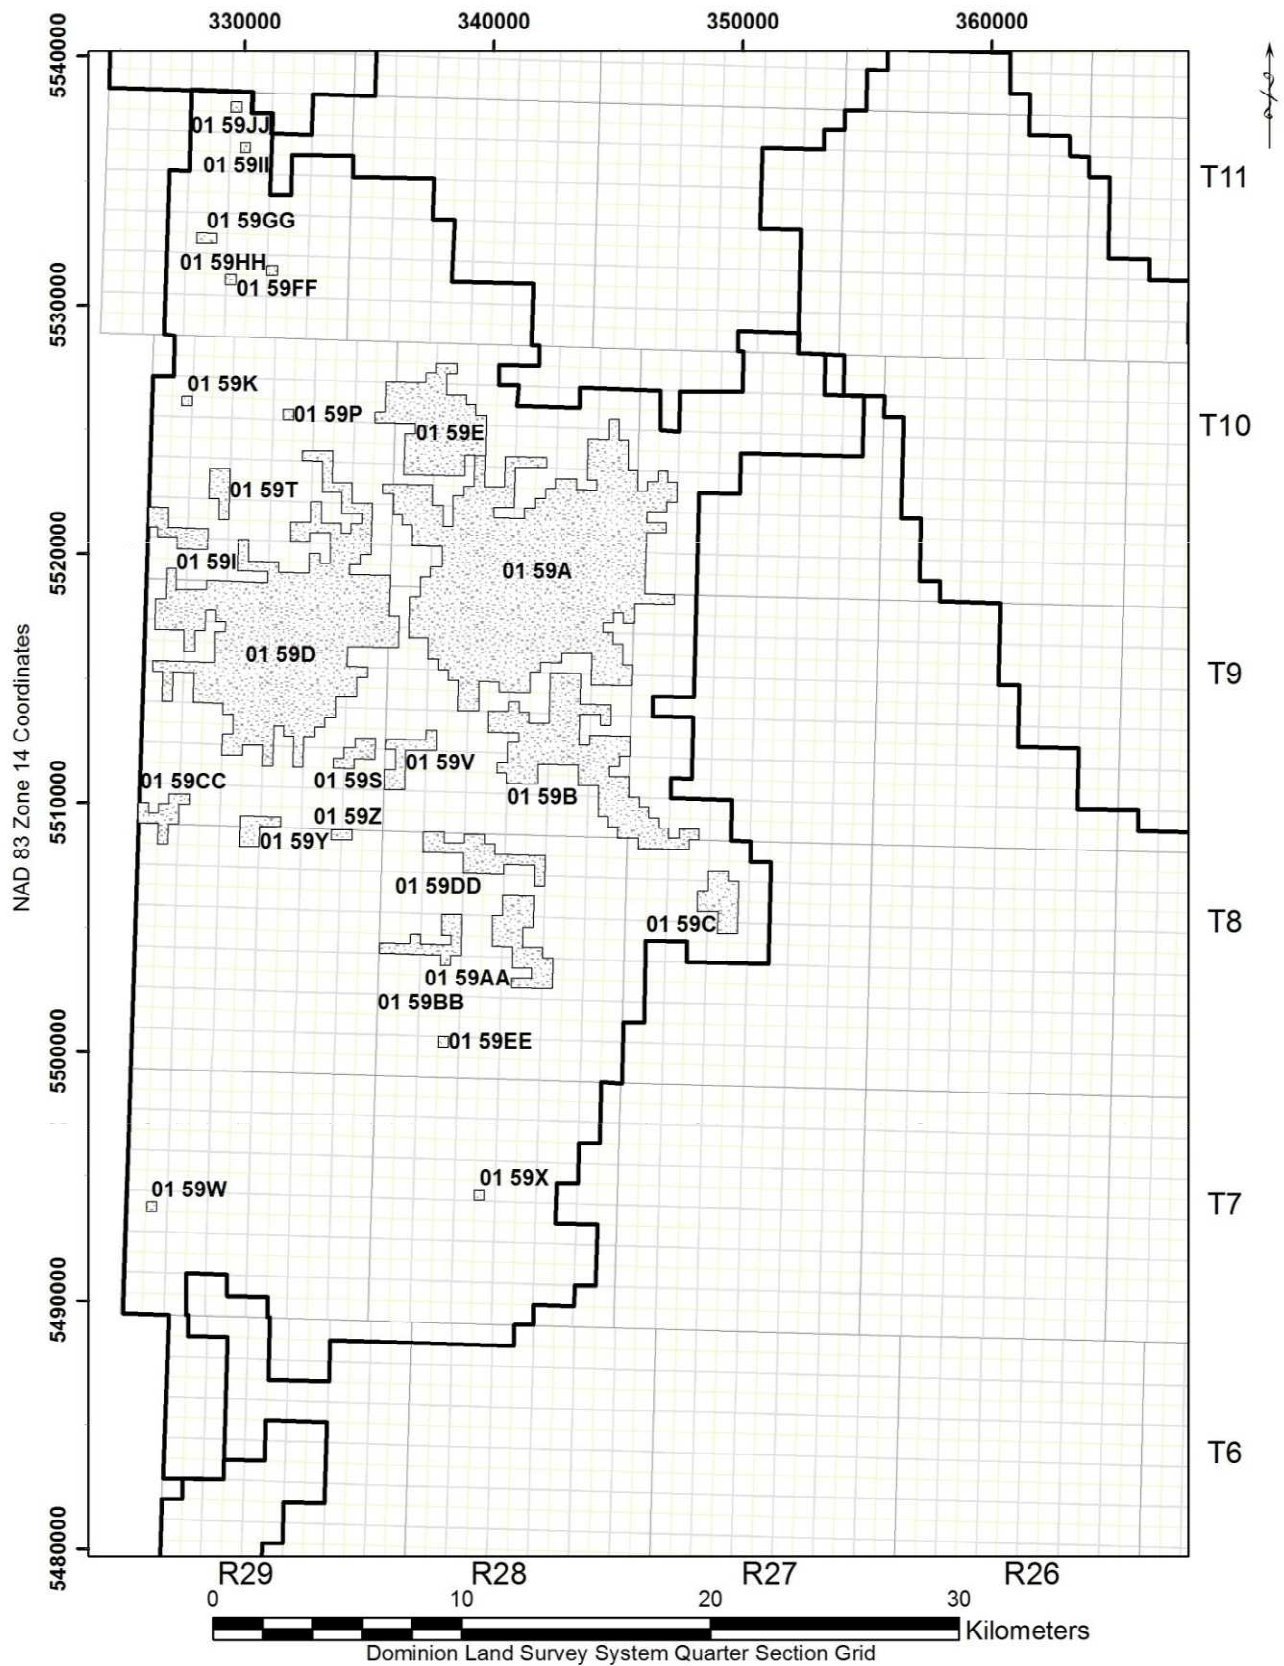 330000 340000 350000 360000
5540000
01 59JJ
01 59II
T11
01 59GG
01 59HH
01 59FF
5530000
01 59K
01 59P
01 59E
T10
01 59T
5520000
01 59I
01 59A
NAD 83 Zone 14 Coordinates
01 59D
T9
01 59V
01 59CC
01 59S
5510000
01 59B
01 59Z
01 59Y
01 59DD
01 59C
T8
01 59AA
01 59BB
5500000
01 59EE
01 59X
01 59W
T7
5490000
T6
5480000
R29 R28 R27 R26
0 10 20 30
Kilometers
Dominion Land Survey System Quarter Section Grid